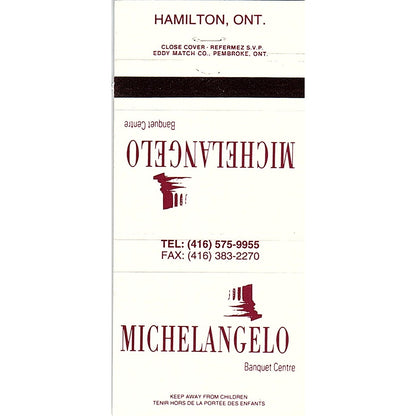 HAMILTON, ONT.
CLOSE COVER - REFERMEZ S.V.P.
EDDY MATCH CO., PEMBROKE, ONT.
MICHELANGELO
Banquet Centre
TEL: (416) 575-9955
FAX: (416) 383-2270
MICHELANGELO
Banquet Centre
KEEP AWAY FROM CHILDREN
TENIR HORS DE LA PORTEE DES ENFANTS